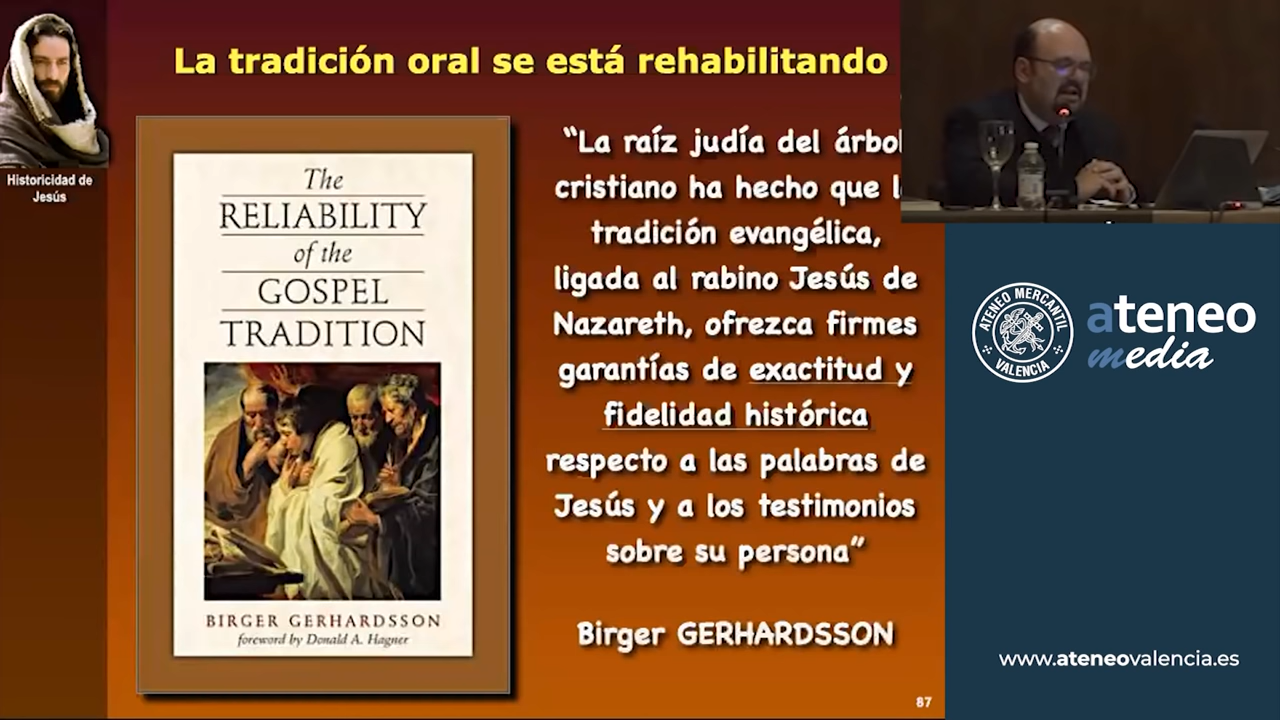 La tradición oral se está rehabilitando
Historicidad de
Jesús
The
RELIABILITY
of the
GOSPEL
TRADITION
BIRGER GERHARDSSON
foreword by Donald A. Hagner
“La raíz judía del árbol
cristiano ha hecho que
tradición evangélica,
ligada al rabino Jesús de
Nazareth, ofrezca firmes
garantías de exactitud y
fidelidad histórica
respecto a las palabras de
Jesús y a los testimonios
sobre su persona”
Birger GERHARDSSON
87
ATENEO MERCANTIL
VALENCIA
ateneo
media
www.ateneovalencia.es